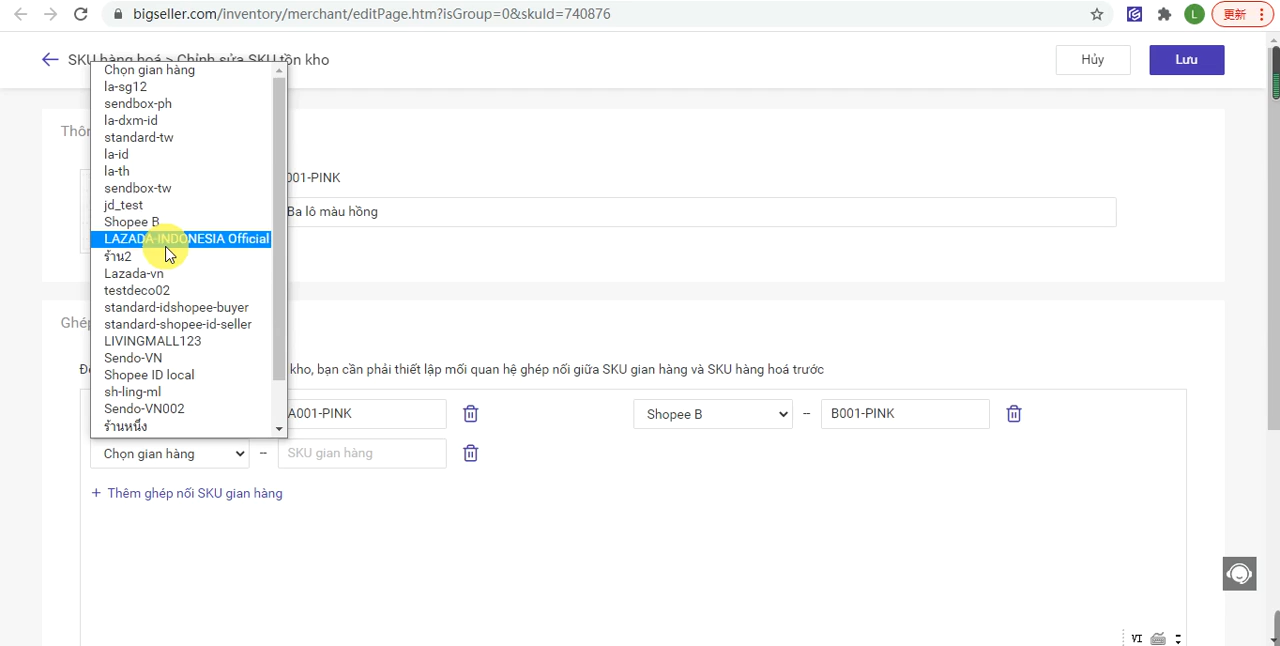 bigseller.com/inventory/merchant/editPage.htm?isGroup=0&skuId=740876
L
更新
SKU hàng hoá > Chỉnh sửa SKU tồn kho
Hủy
Lưu
Chọn gian hàng
la-sg12
sendbox-ph
la-dxm-id
standard-tw
la-id
la-th
sendbox-tw
jd_test
Shopee B
LAZADA-INDONESIA Official
ร้าน2
Lazada-vn
testdeco02
standard-idshopee-buyer
standard-shopee-id-seller
LIVINGMALL123
Sendo-VN
Shopee ID local
sh-ling-ml
Sendo-VN002
ร้านหนึ่ง
Thôn
001-PINK
Ba lô màu hồng
Ghép
kho, bạn cần phải thiết lập mối quan hệ ghép nối giữa SKU gian hàng và SKU hàng hoá trước
A001-PINK
Shopee B -- B001-PINK
Chọn gian hàng -- SKU gian hàng
+ Thêm ghép nối SKU gian hàng
VI